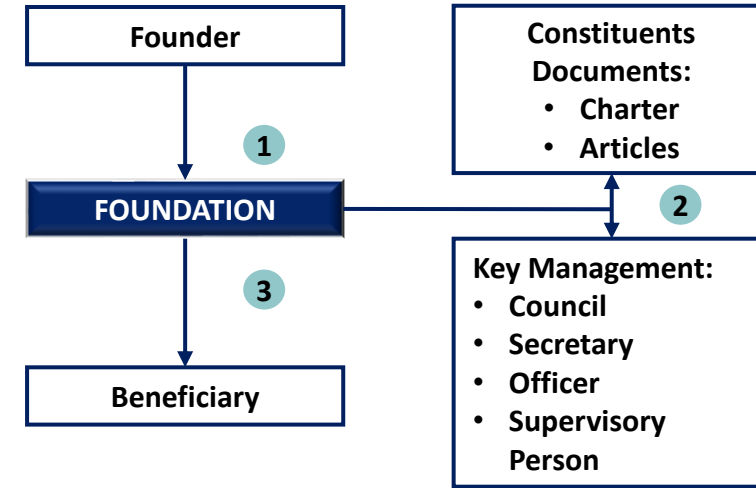 Founder
1
FOUNDATION
3
Beneficiary
Constituents
Documents:
• Charter
• Articles
2
Key Management:
• Council
• Secretary
• Officer
• Supervisory
Person